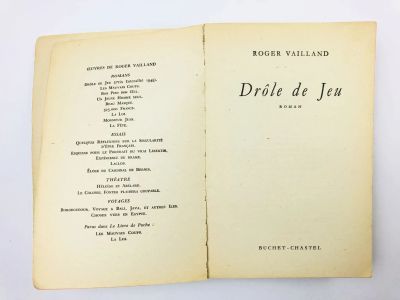 ŒUVRES DE ROGER VAILLAND
ROMANS
DRÔLE DE JEU (PRIX INTERALLIÉ 1945).
LES MAUVAIS COUPS.
BON PIED BON ŒIL.
UN JEUNE HOMME SEUL.
BEAU MASQUE.
325.000 FRANCS.
LA LOI.
MONSIEUR JEAN.
LA FÊTE.
ESSAIS
QUELQUES RÉFLEXIONS SUR LA SINGULARITÉ
D'ÊTRE FRANÇAIS.
ESQUISSE POUR LE PORTRAIT DU VRAI LIBERTIN.
EXPÉRIENCE DU DRAME.
LACLOS.
ÉLOGE DU CARDINAL DE BERNIS.
THÉÂTRE
HÉLOÏSE ET ABÉLARD.
LE COLONEL FOSTER PLAIDERA COUPABLE.
VOYAGES
BOROBOUDOUR, VOYAGE A BALI, JAVA, ET AUTRES ILES.
CHOSES VUES EN EGYPTE.
Parus dans Le Livre de Poche :
LES MAUVAIS COUPS.
LA LOI.
ROGER VAILLAND
Drôle de Jeu
ROMAN
BUCHET-CHASTEL